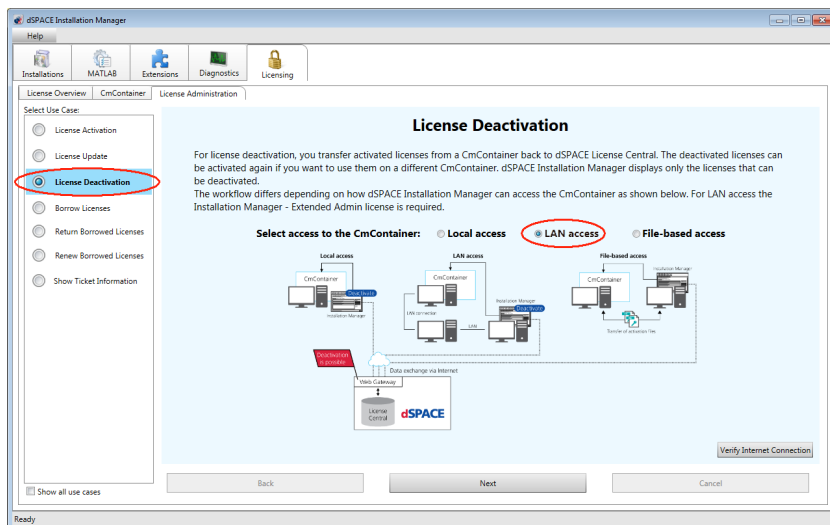 dSPACE Installation Manager
Help
Installations
MATLAB
Extensions
Diagnostics
Licensing
License Overview
CmContainer
License Administration
Select Use Case:
License Activation
License Update
License Deactivation
Borrow Licenses
Return Borrowed Licenses
Renew Borrowed Licenses
Show Ticket Information
Show all use cases
License Deactivation
For license deactivation, you transfer activated licenses from a CmContainer back to dSPACE License Central. The deactivated licenses can
be activated again if you want to use them on a different CmContainer. dSPACE Installation Manager displays only the licenses that can
be deactivated.
The workflow differs depending on how dSPACE Installation Manager can access the CmContainer as shown below. For LAN access the
Installation Manager - Extended Admin license is required.
Select access to the CmContainer: Local access LAN access File-based access
Local access
CmContainer
Deactivate
Installation Manager
LAN access
CmContainer
LAN connection
LAN
Installation Manager
Deactivate
File-based access
CmContainer
Installation Manager
Transfer of activation files
Deactivation
is possible
Data exchange via Internet
Web Gateway
License
Central
dSPACE
Verify Internet Connection
Back
Next
Cancel
Ready